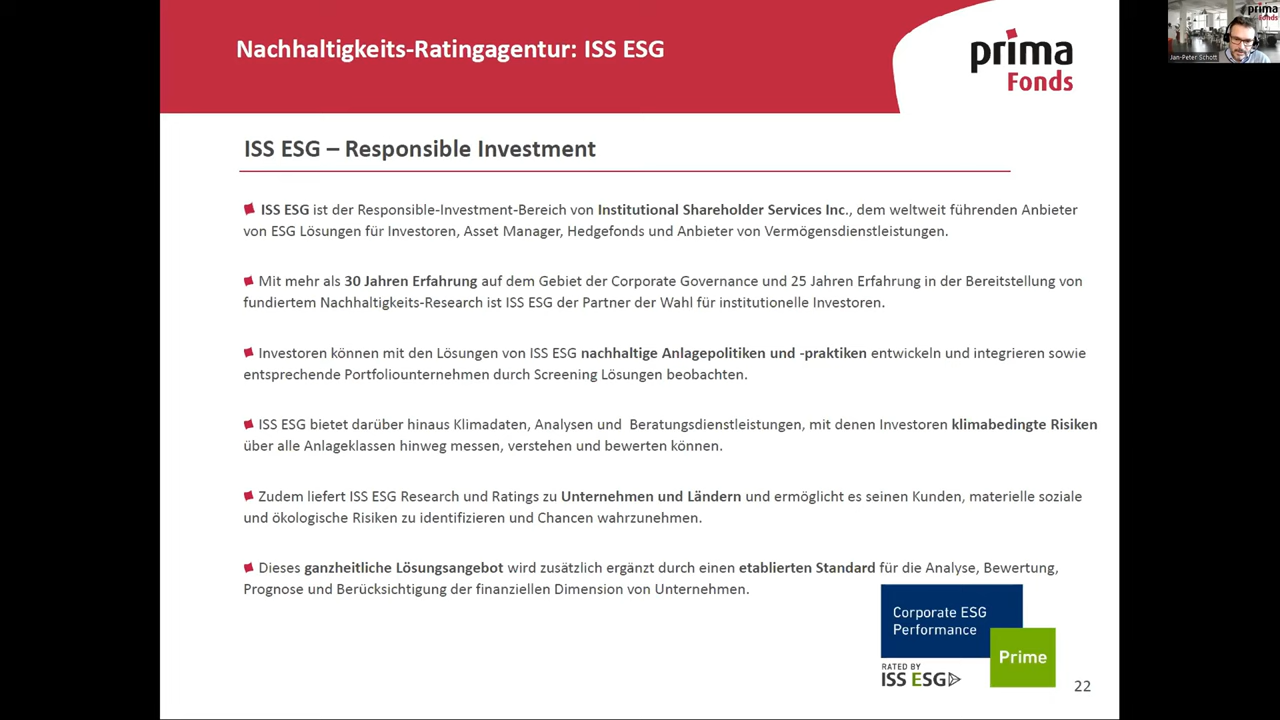 Nachhaltigkeits-Ratingagentur: ISS ESG
prima
Fonds
prima
Fonds
Jan-Peter Schott
ISS ESG – Responsible Investment
ISS ESG ist der Responsible-Investment-Bereich von Institutional Shareholder Services Inc., dem weltweit führenden Anbieter
von ESG Lösungen für Investoren, Asset Manager, Hedgefonds und Anbieter von Vermögensdienstleistungen.
Mit mehr als 30 Jahren Erfahrung auf dem Gebiet der Corporate Governance und 25 Jahren Erfahrung in der Bereitstellung von
fundiertem Nachhaltigkeits-Research ist ISS ESG der Partner der Wahl für institutionelle Investoren.
Investoren können mit den Lösungen von ISS ESG nachhaltige Anlagepolitiken und -praktiken entwickeln und integrieren sowie
entsprechende Portfoliounternehmen durch Screening Lösungen beobachten.
ISS ESG bietet darüber hinaus Klimadaten, Analysen und Beratungsdienstleistungen, mit denen Investoren klimabedingte Risiken
über alle Anlageklassen hinweg messen, verstehen und bewerten können.
Zudem liefert ISS ESG Research und Ratings zu Unternehmen und Ländern und ermöglicht es seinen Kunden, materielle soziale
und ökologische Risiken zu identifizieren und Chancen wahrzunehmen.
Dieses ganzheitliche Lösungsangebot wird zusätzlich ergänzt durch einen etablierten Standard für die Analyse, Bewertung,
Prognose und Berücksichtigung der finanziellen Dimension von Unternehmen.
Corporate ESG
Performance
Prime
RATED BY
ISS ESG
22